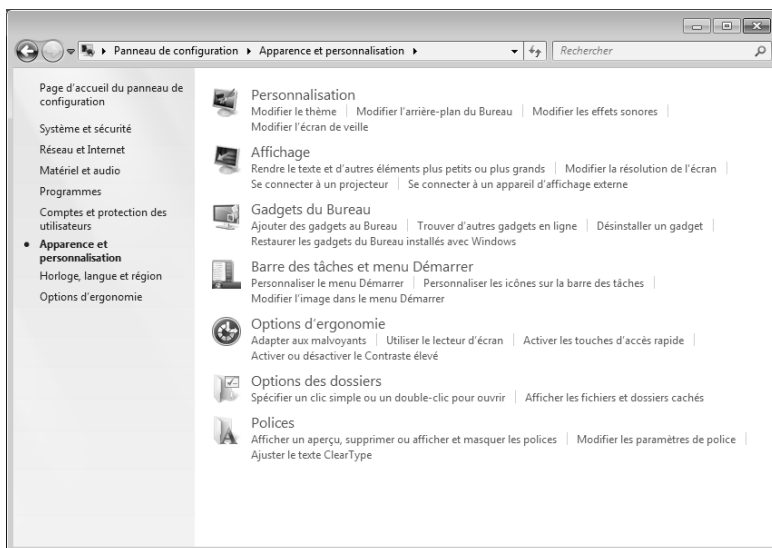 Panneau de configuration ▸ Apparence et personnalisation ▸
Rechercher
Page d'accueil du panneau de
configuration
Système et sécurité
Réseau et Internet
Matériel et audio
Programmes
Comptes et protection des
utilisateurs
Apparence et
personnalisation
Horloge, langue et région
Options d'ergonomie
Personnalisation
Modifier le thème | Modifier l'arrière-plan du Bureau | Modifier les effets sonores |
Modifier l'écran de veille
Affichage
Rendre le texte et d'autres éléments plus petits ou plus grands | Modifier la résolution de l'écran |
Se connecter à un projecteur | Se connecter à un appareil d'affichage externe
Gadgets du Bureau
Ajouter des gadgets au Bureau | Trouver d'autres gadgets en ligne | Désinstaller un gadget |
Restaurer les gadgets du Bureau installés avec Windows
Barre des tâches et menu Démarrer
Personnaliser le menu Démarrer | Personnaliser les icônes sur la barre des tâches |
Modifier l'image dans le menu Démarrer
Options d'ergonomie
Adapter aux malvoyants | Utiliser le lecteur d'écran | Activer les touches d'accès rapide |
Activer ou désactiver le Contraste élevé
Options des dossiers
Spécifier un clic simple ou un double-clic pour ouvrir | Afficher les fichiers et dossiers cachés
Polices
Afficher un aperçu, supprimer ou afficher et masquer les polices | Modifier les paramètres de police |
Ajuster le texte ClearType